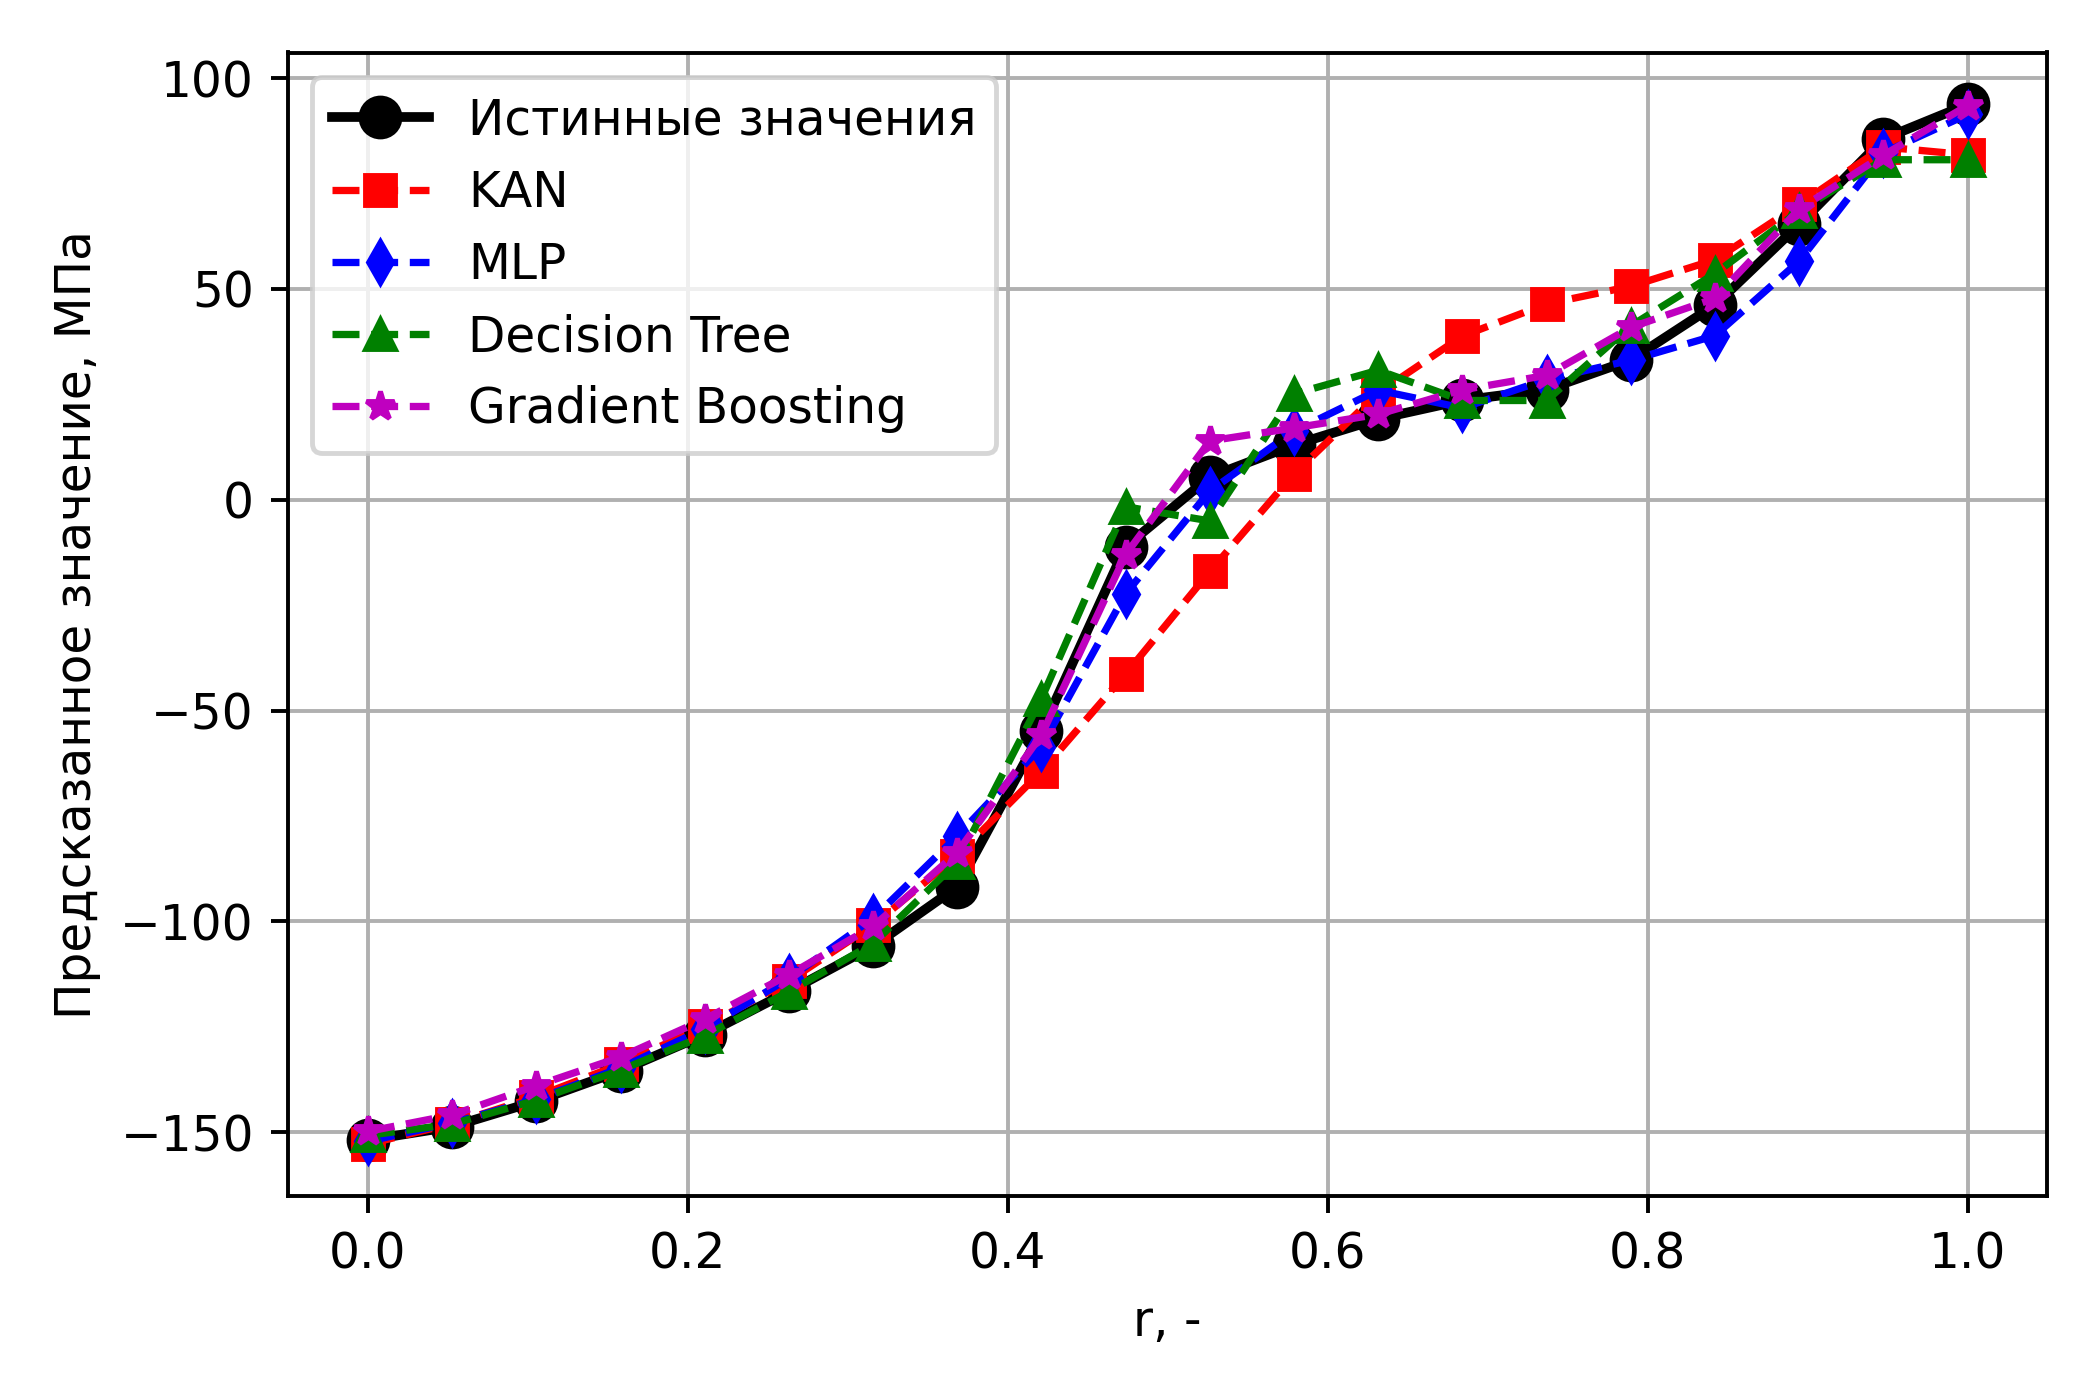 Предсказанное значение, МПа
100
50
0
−50
−100
−150
Истинные значения
KAN
MLP
Decision Tree
Gradient Boosting
0.0 0.2 0.4 0.6 0.8 1.0
r, -